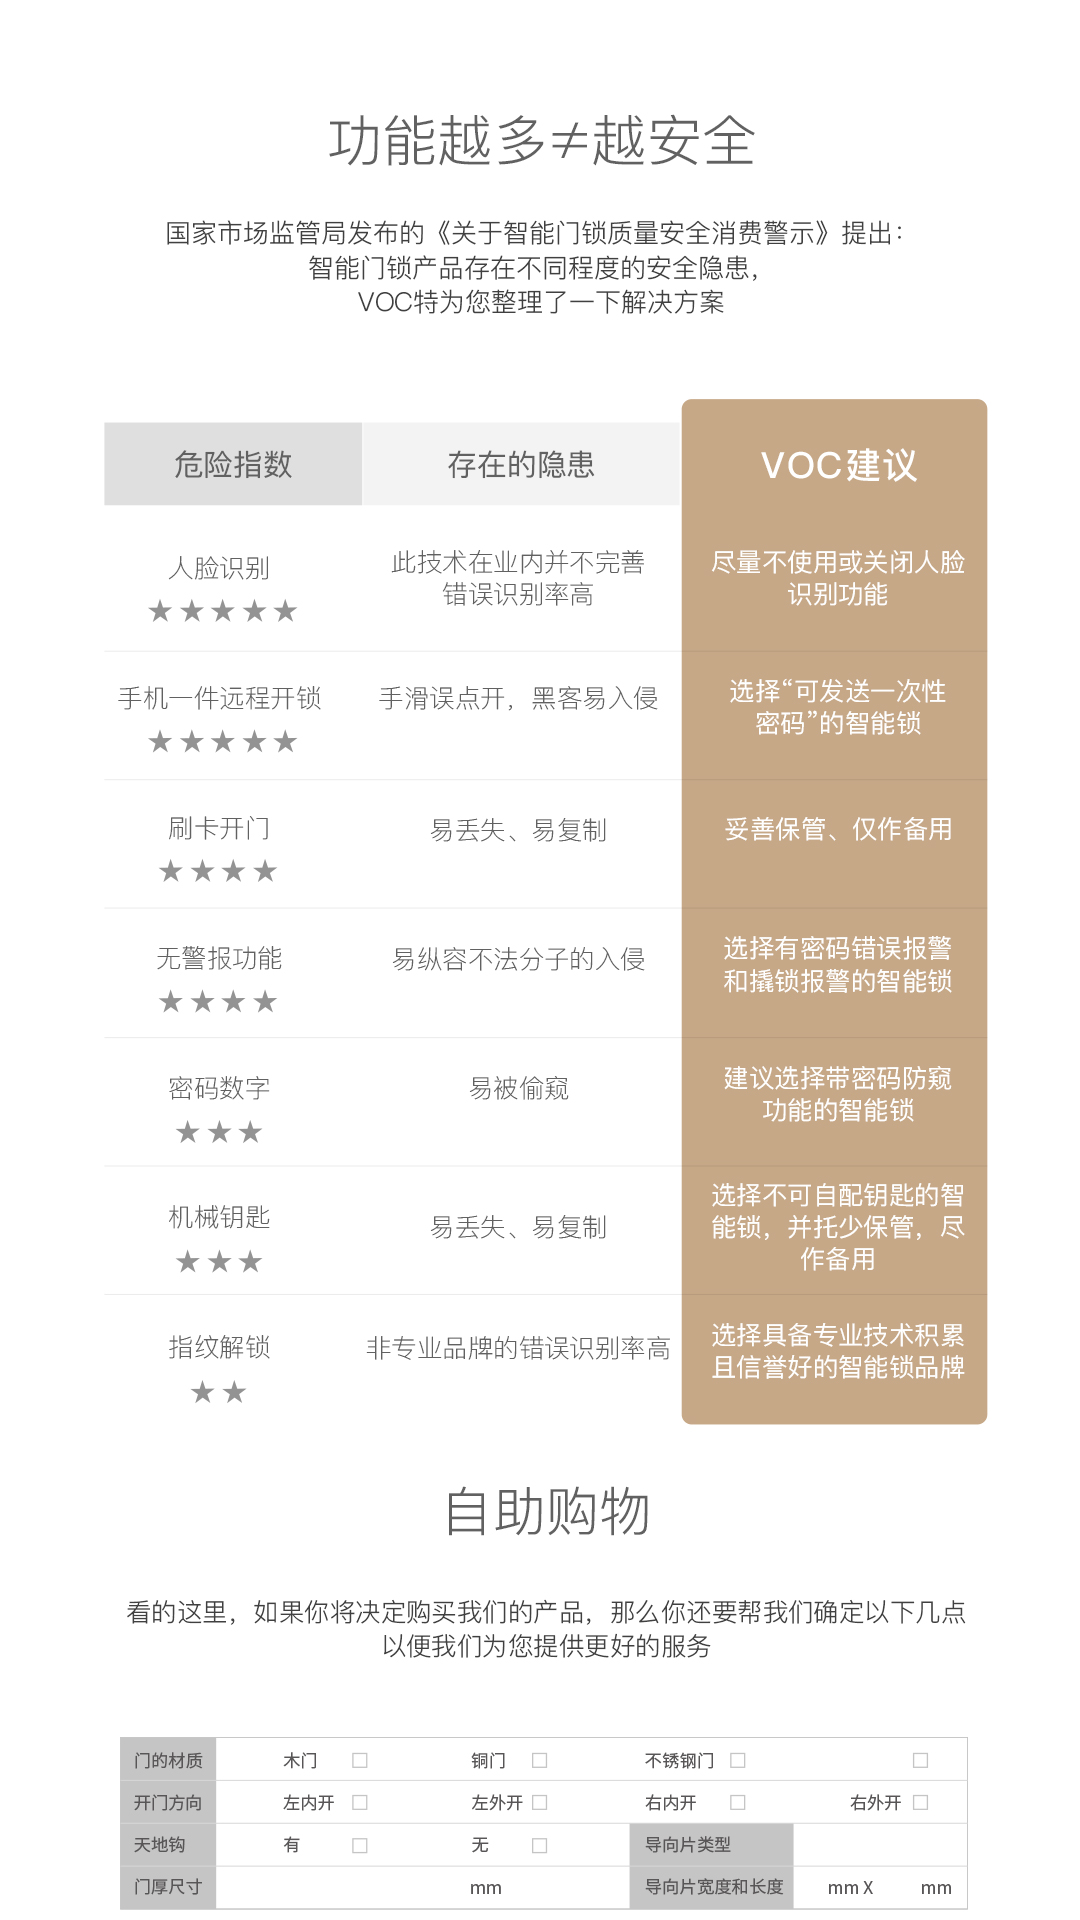 功能越多≠越安全
国家市场监管局发布的《关于智能门锁质量安全消费警示》提出：
智能门锁产品存在不同程度的安全隐患，
VOC特为您整理了一下解决方案
危险指数 存在的隐患 VOC建议
人脸识别
★★★★★
此技术在业内并不完善
错误识别率高
尽量不使用或关闭人脸
识别功能
手机一件远程开锁
★★★★★
手滑误点开，黑客易入侵
选择“可发送一次性
密码”的智能锁
刷卡开门
★★★★
易丢失、易复制
妥善保管、仅作备用
无警报功能
★★★★
易纵容不法分子的入侵
选择有密码错误报警
和撬锁报警的智能锁
密码数字
★★★
易被偷窥
建议选择带密码防窥
功能的智能锁
机械钥匙
★★★
易丢失、易复制
选择不可自配钥匙的智
能锁，并托少保管，尽
作备用
指纹解锁
★★
非专业品牌的错误识别率高
选择具备专业技术积累
且信誉好的智能锁品牌
自助购物
看的这里，如果你将决定购买我们的产品，那么你还要帮我们确定以下几点
以便我们为您提供更好的服务
门的材质 木门 □ 铜门 □ 不锈钢门 □ □
开门方向 左内开 □ 左外开 □ 右内开 □ 右外开 □
天地钩 有 □ 无 □ 导向片类型
门厚尺寸 mm 导向片宽度和长度 mm X mm